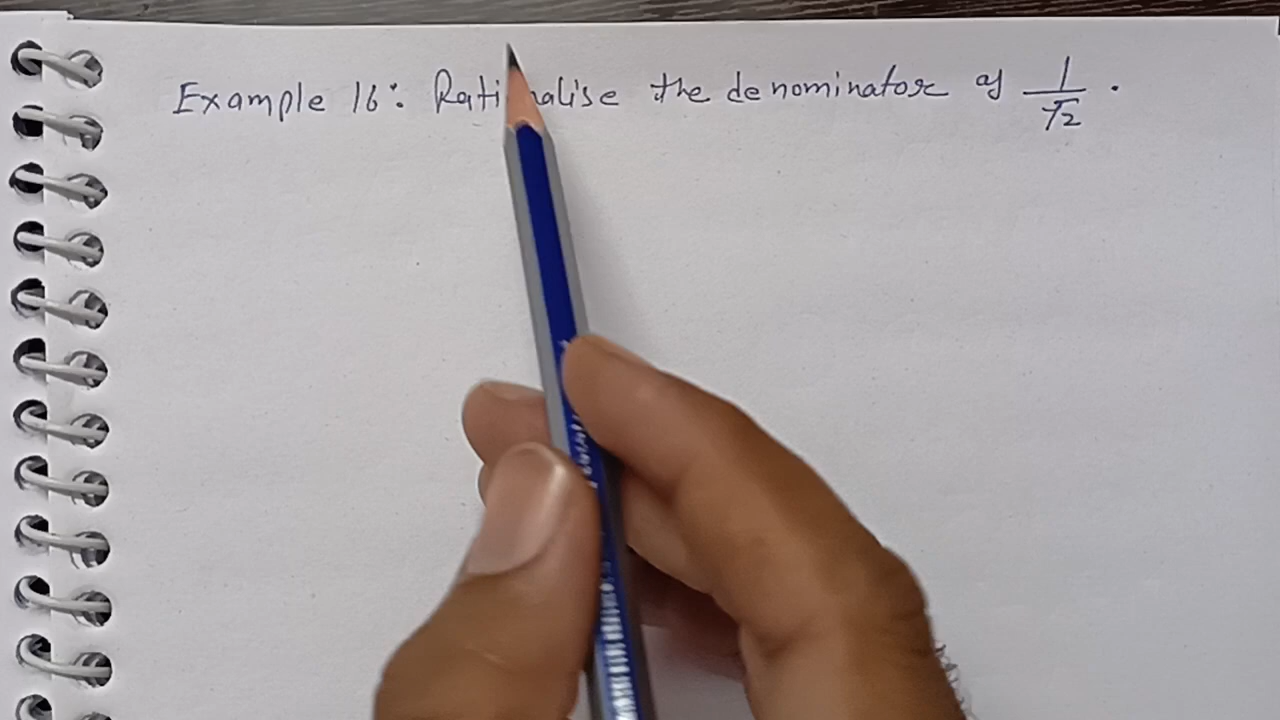 Example 16: Rationalise the denominator of 1/√2 .